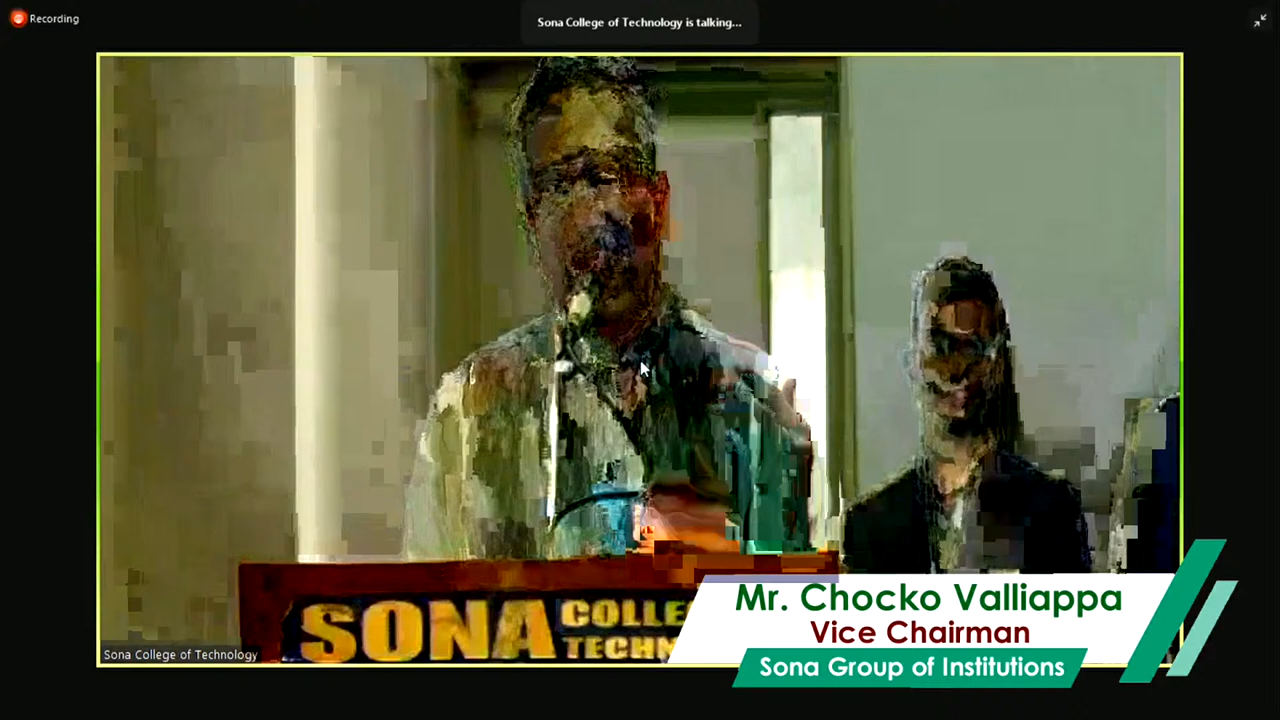 Recording
Sona College of Technology is talking...
SONA
COLLE
TECHN
Sona College of Technology
Mr. Chocko Valliappa
Vice Chairman
Sona Group of Institutions